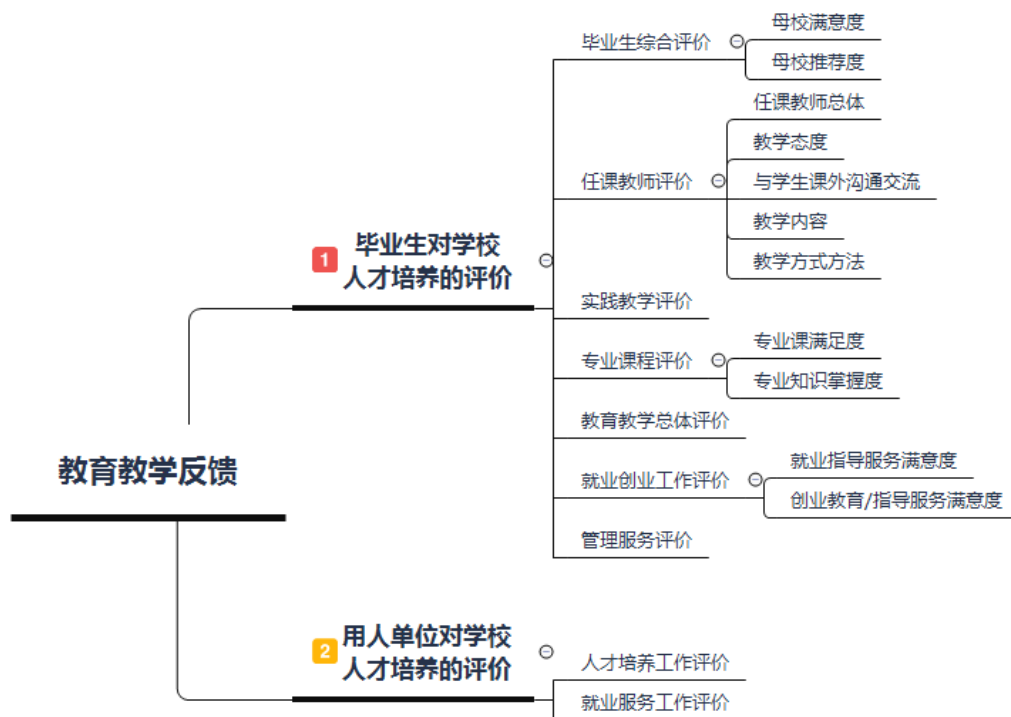 教育教学反馈
1
毕业生对学校
人才培养的评价
毕业生综合评价
母校满意度
母校推荐度
任课教师评价
任课教师总体
教学态度
与学生课外沟通交流
教学内容
教学方式方法
实践教学评价
专业课程评价
专业课满足度
专业知识掌握度
教育教学总体评价
就业创业工作评价
就业指导服务满意度
创业教育/指导服务满意度
管理服务评价
2
用人单位对学校
人才培养的评价
人才培养工作评价
就业服务工作评价